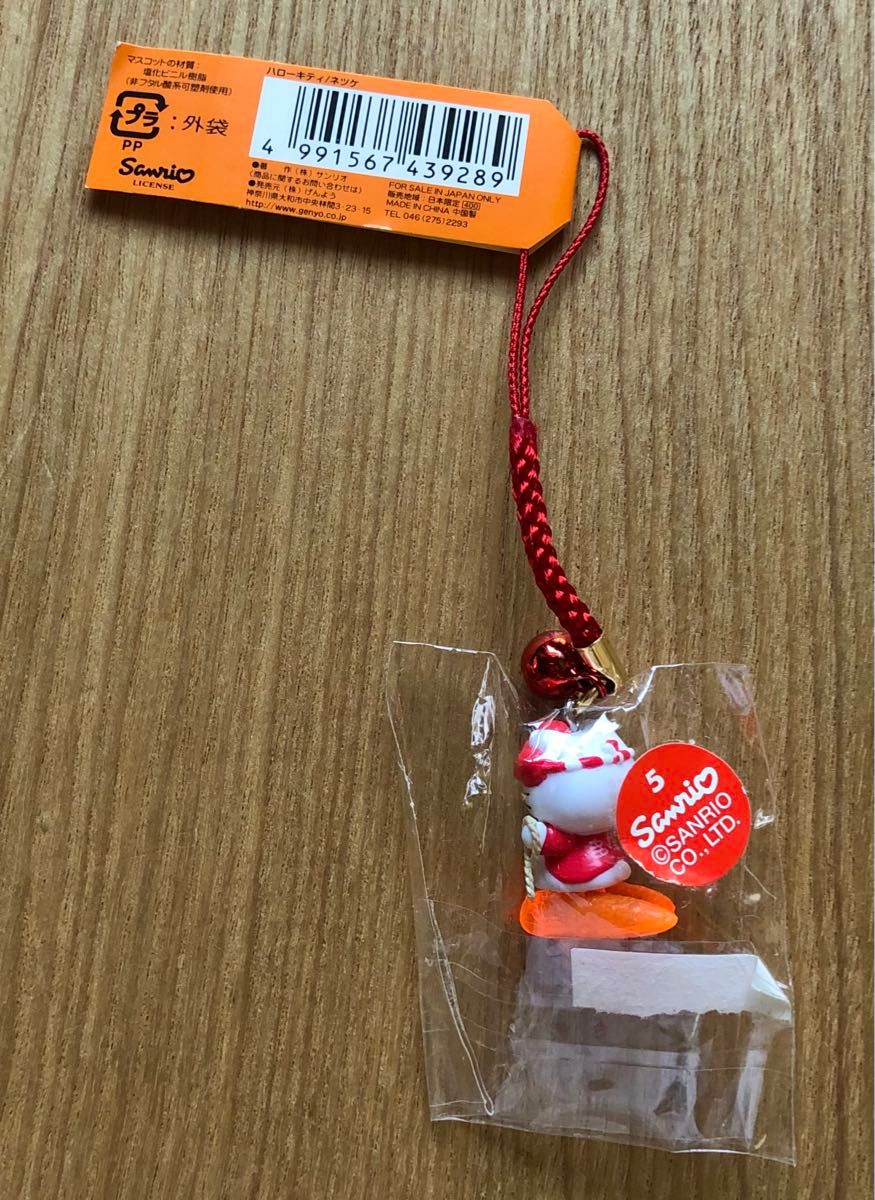 マスコットの材質:
塩化ビニル樹脂
(非フタル酸系可塑剤使用)
プラ :外袋
PP
Sanrio
LICENSE
ハローキティ/ネツケ
4 991567 439289
●著 作(株)サンリオ
(商品に関するお問い合わせは)
●発売元(株)げんよう
神奈川県大和市中央林間3-23-15
http://www.genyo.co.jp
FOR SALE IN JAPAN ONLY
販売地域:日本限定 400
MADE IN CHINA 中国製
TEL 046(275)2293
5
Sanrio
©SANRIO
CO.,LTD.